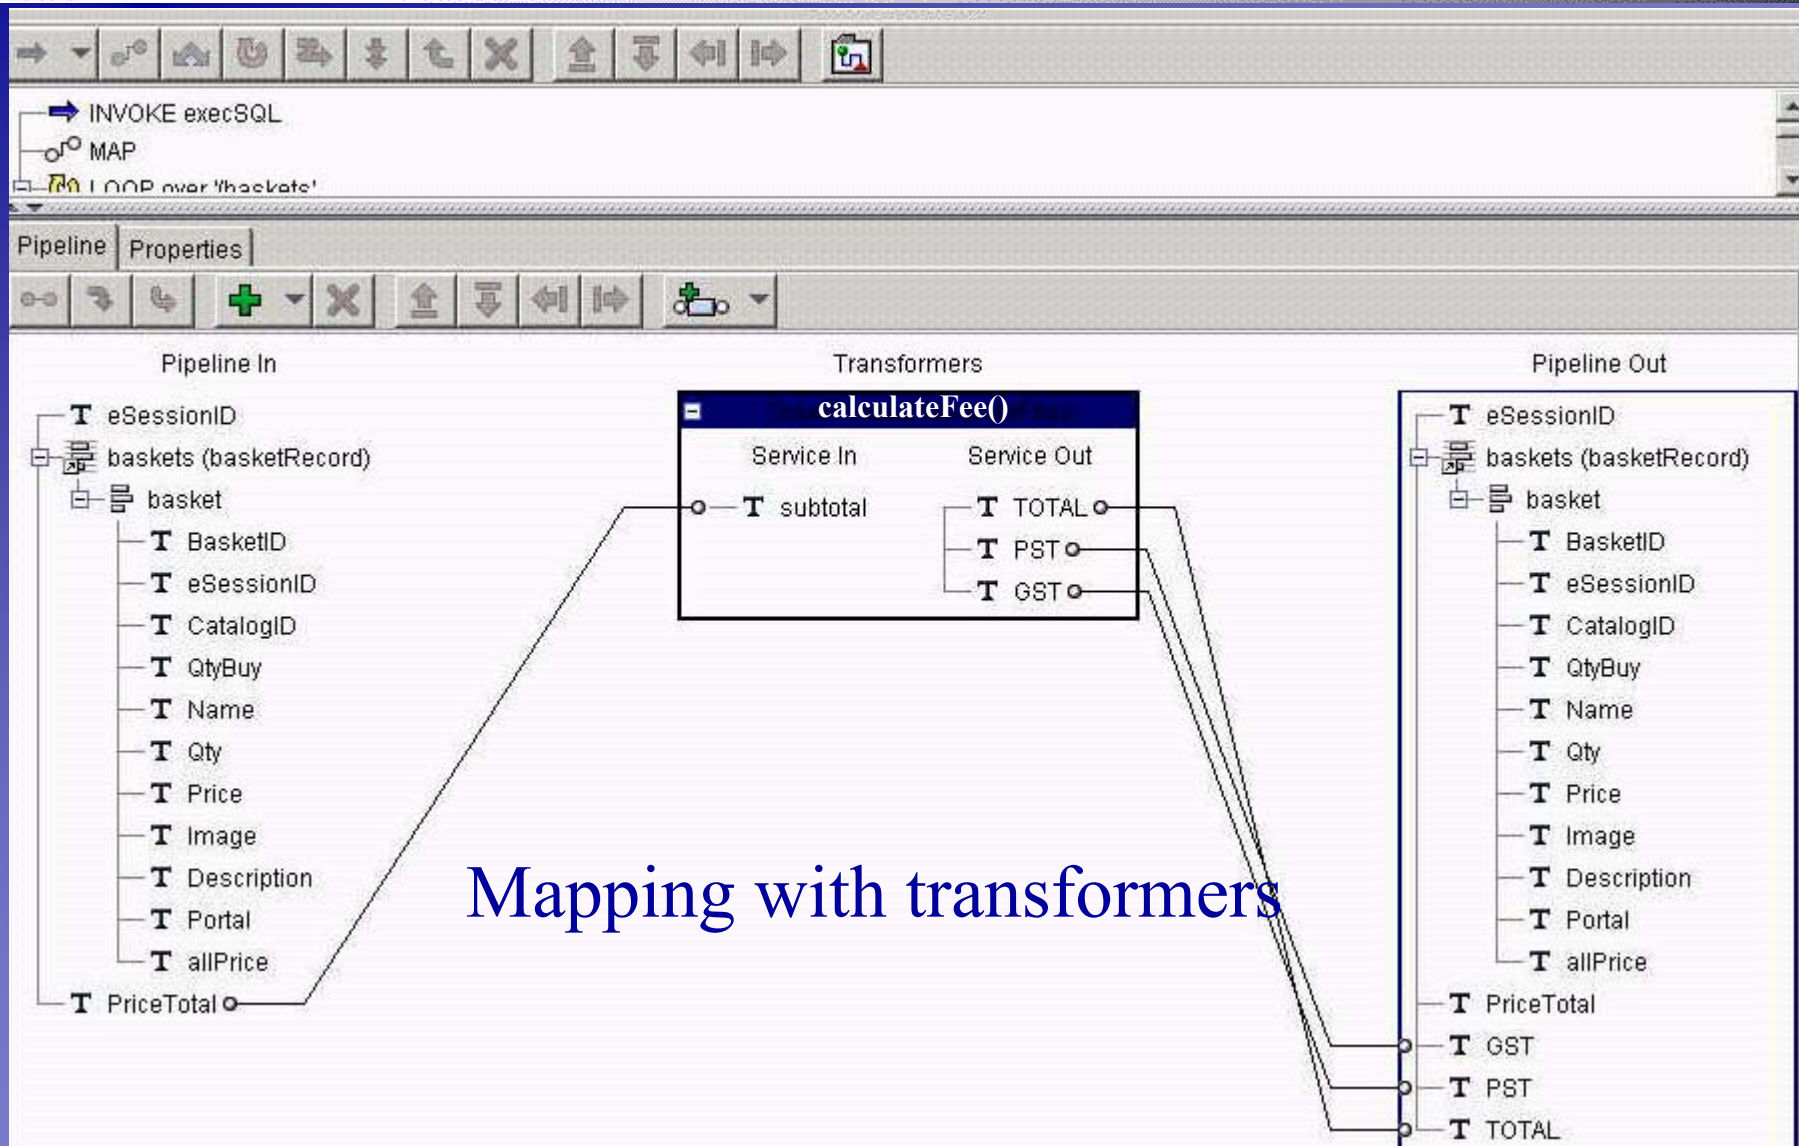 INVOKE execSQL
MAP
LOOP over '/baskets'
Pipeline Properties
Pipeline In
eSessionID
baskets (basketRecord)
basket
BasketID
eSessionID
CatalogID
QtyBuy
Name
Qty
Price
Image
Description
Portal
allPrice
PriceTotal
Transformers
calculateFee()
Service In Service Out
subtotal
TOTAL
PST
GST
Mapping with transformers
Pipeline Out
eSessionID
baskets (basketRecord)
basket
BasketID
eSessionID
CatalogID
QtyBuy
Name
Qty
Price
Image
Description
Portal
allPrice
PriceTotal
GST
PST
TOTAL